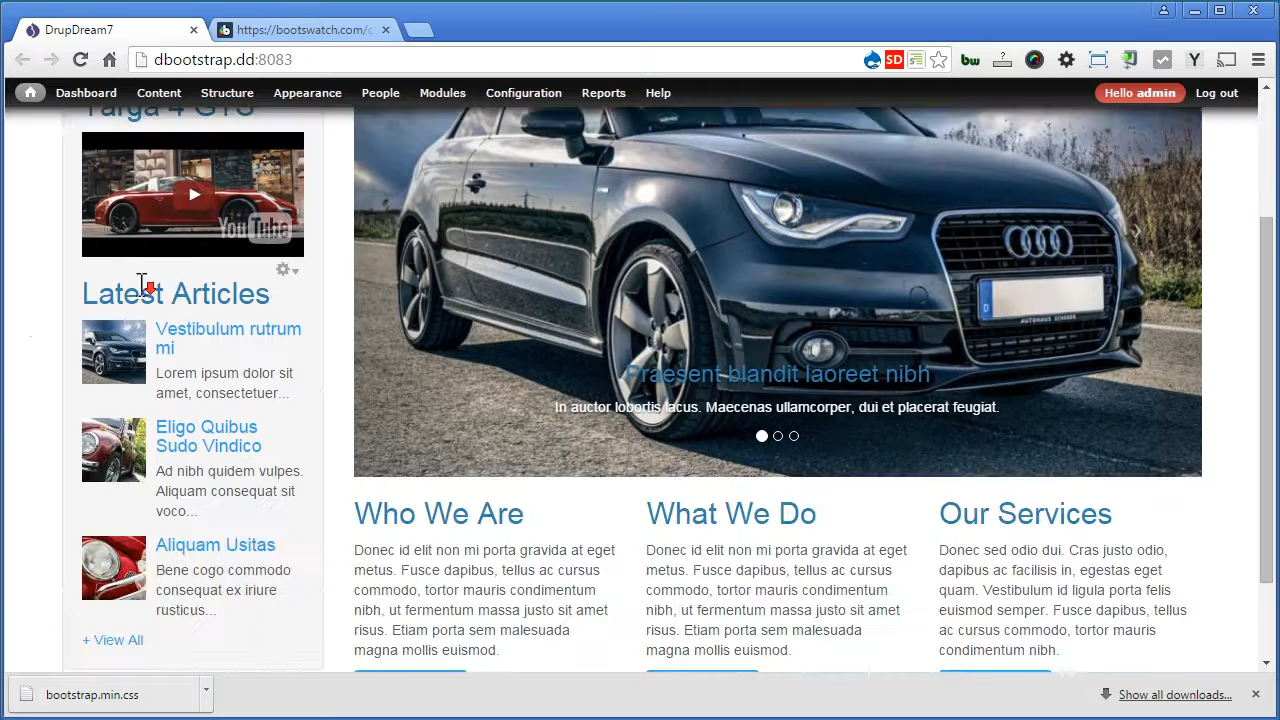 DrupDream7
https://bootswatch.com/
dbootstrap.dd:8083
SD
bw
Y
Dashboard Content Structure Appearance People Modules Configuration Reports Help
Hello admin Log out
Targa 4 GTS
YouTube
Latest Articles
Vestibulum rutrum
mi
Lorem ipsum dolor sit
amet, consectetuer...
Eligo Quibus
Sudo Vindico
Ad nibh quidem vulpes.
Aliquam consequat sit
voco...
Aliquam Usitas
Bene cogo commodo
consequat ex iriure
rusticus...
+ View All
D
AUTOHAUS
Praesent blandit laoreet nibh
In auctor lobortis lacus. Maecenas ullamcorper, dui et placerat feugiat.
Who We Are
Donec id elit non mi porta gravida at eget
metus. Fusce dapibus, tellus ac cursus
commodo, tortor mauris condimentum
nibh, ut fermentum massa justo sit amet
risus. Etiam porta sem malesuada
magna mollis euismod.
What We Do
Donec id elit non mi porta gravida at eget
metus. Fusce dapibus, tellus ac cursus
commodo, tortor mauris condimentum
nibh, ut fermentum massa justo sit amet
risus. Etiam porta sem malesuada
magna mollis euismod.
Our Services
Donec sed odio dui. Cras justo odio,
dapibus ac facilisis in, egestas eget
quam. Vestibulum id ligula porta felis
euismod semper. Fusce dapibus, tellus
ac cursus commodo, tortor mauris
condimentum nibh.
bootstrap.min.css
Show all downloads...